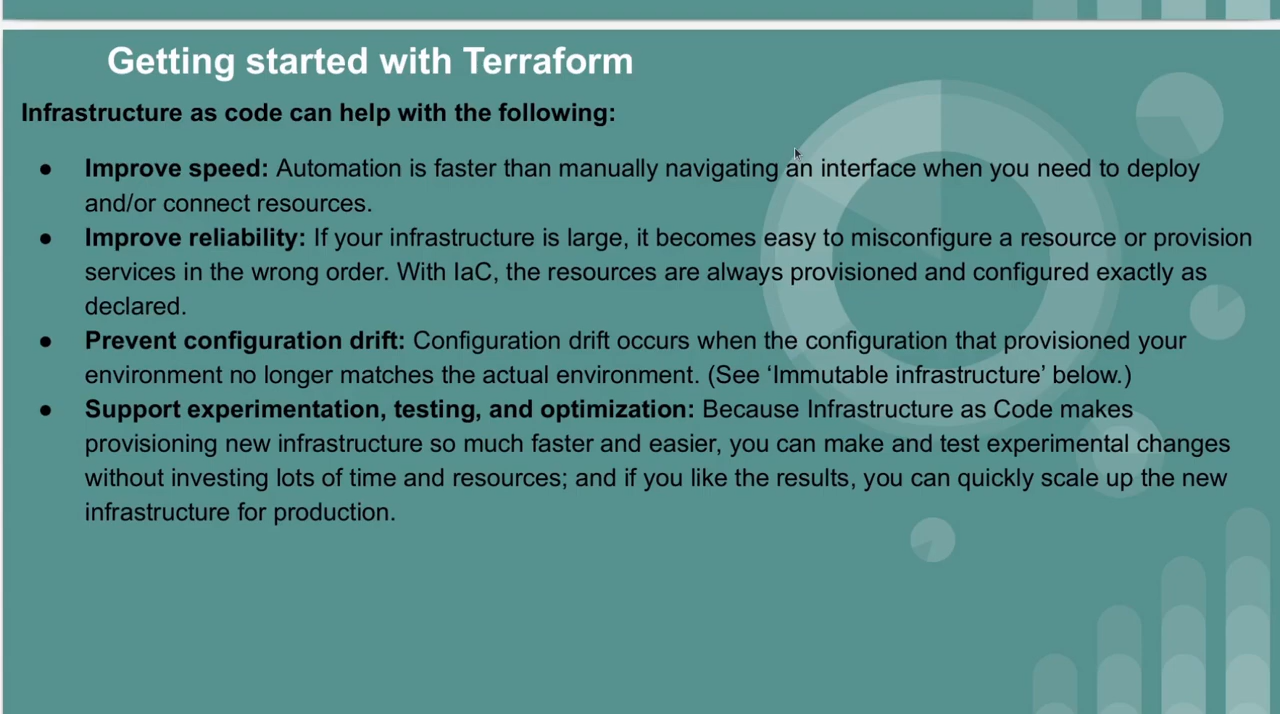 Getting started with Terraform
Infrastructure as code can help with the following:
● Improve speed: Automation is faster than manually navigating an interface when you need to deploy
and/or connect resources.
● Improve reliability: If your infrastructure is large, it becomes easy to misconfigure a resource or provision
services in the wrong order. With IaC, the resources are always provisioned and configured exactly as
declared.
● Prevent configuration drift: Configuration drift occurs when the configuration that provisioned your
environment no longer matches the actual environment. (See ‘Immutable infrastructure’ below.)
● Support experimentation, testing, and optimization: Because Infrastructure as Code makes
provisioning new infrastructure so much faster and easier, you can make and test experimental changes
without investing lots of time and resources; and if you like the results, you can quickly scale up the new
infrastructure for production.